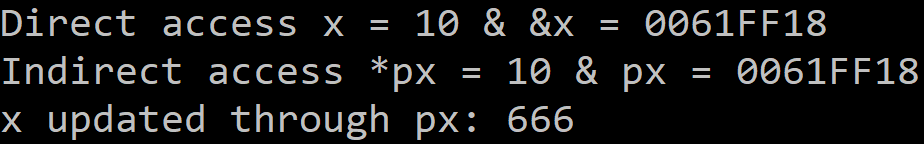 Direct access x = 10 & &x = 0061FF18
Indirect access *px = 10 & px = 0061FF18
x updated through px: 666